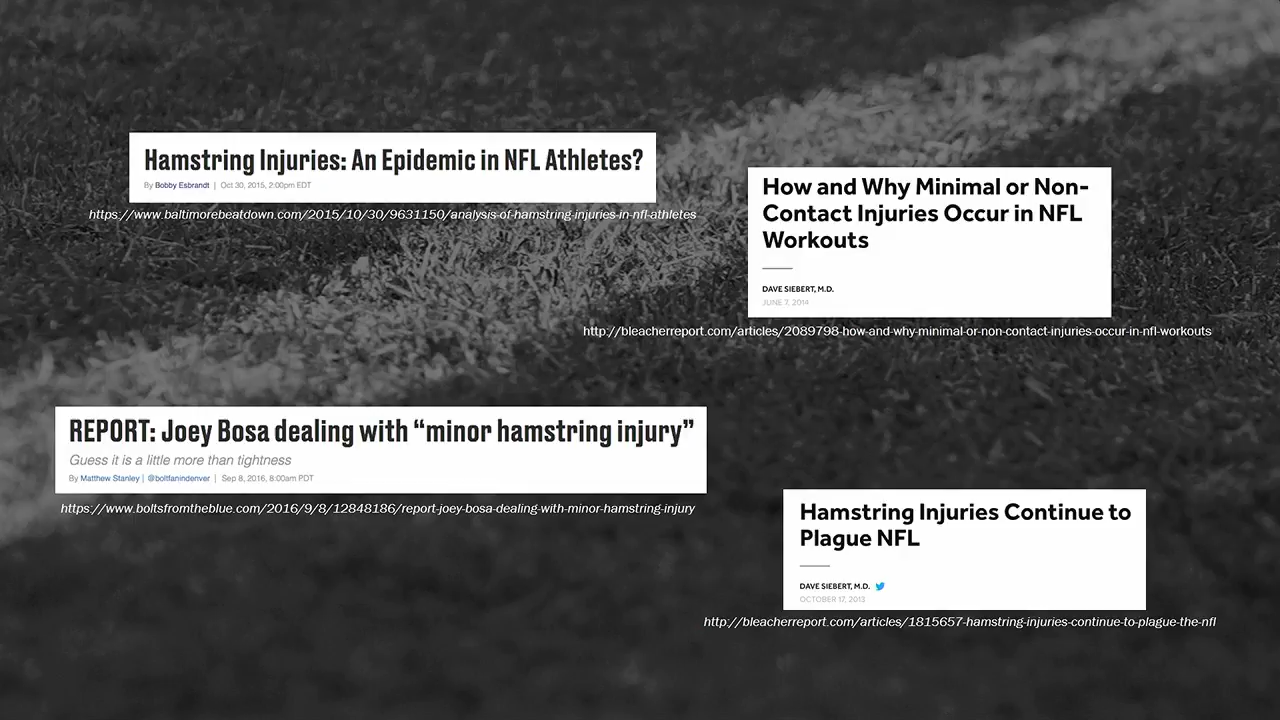 Hamstring Injuries: An Epidemic in NFL Athletes?
By Bobby Esbrandt | Oct 30, 2015, 2:00pm EDT
https://www.baltimorebeatdown.com/2015/10/30/9631150/analysis-of-hamstring-injuries-in-nfl-athletes
How and Why Minimal or Non-
Contact Injuries Occur in NFL
Workouts
DAVE SIEBERT, M.D.
JUNE 7, 2014
http://bleacherreport.com/articles/2089798-how-and-why-minimal-or-non-contact-injuries-occur-in-nfl-workouts
REPORT: Joey Bosa dealing with “minor hamstring injury”
Guess it is a little more than tightness
By Matthew Stanley | @boltfanindenver | Sep 8, 2016, 8:00am PDT
https://www.boltsfromtheblue.com/2016/9/8/12848186/report-joey-bosa-dealing-with-minor-hamstring-injury
Hamstring Injuries Continue to
Plague NFL
DAVE SIEBERT, M.D.
OCTOBER 17, 2013
http://bleacherreport.com/articles/1815657-hamstring-injuries-continue-to-plague-the-nfl